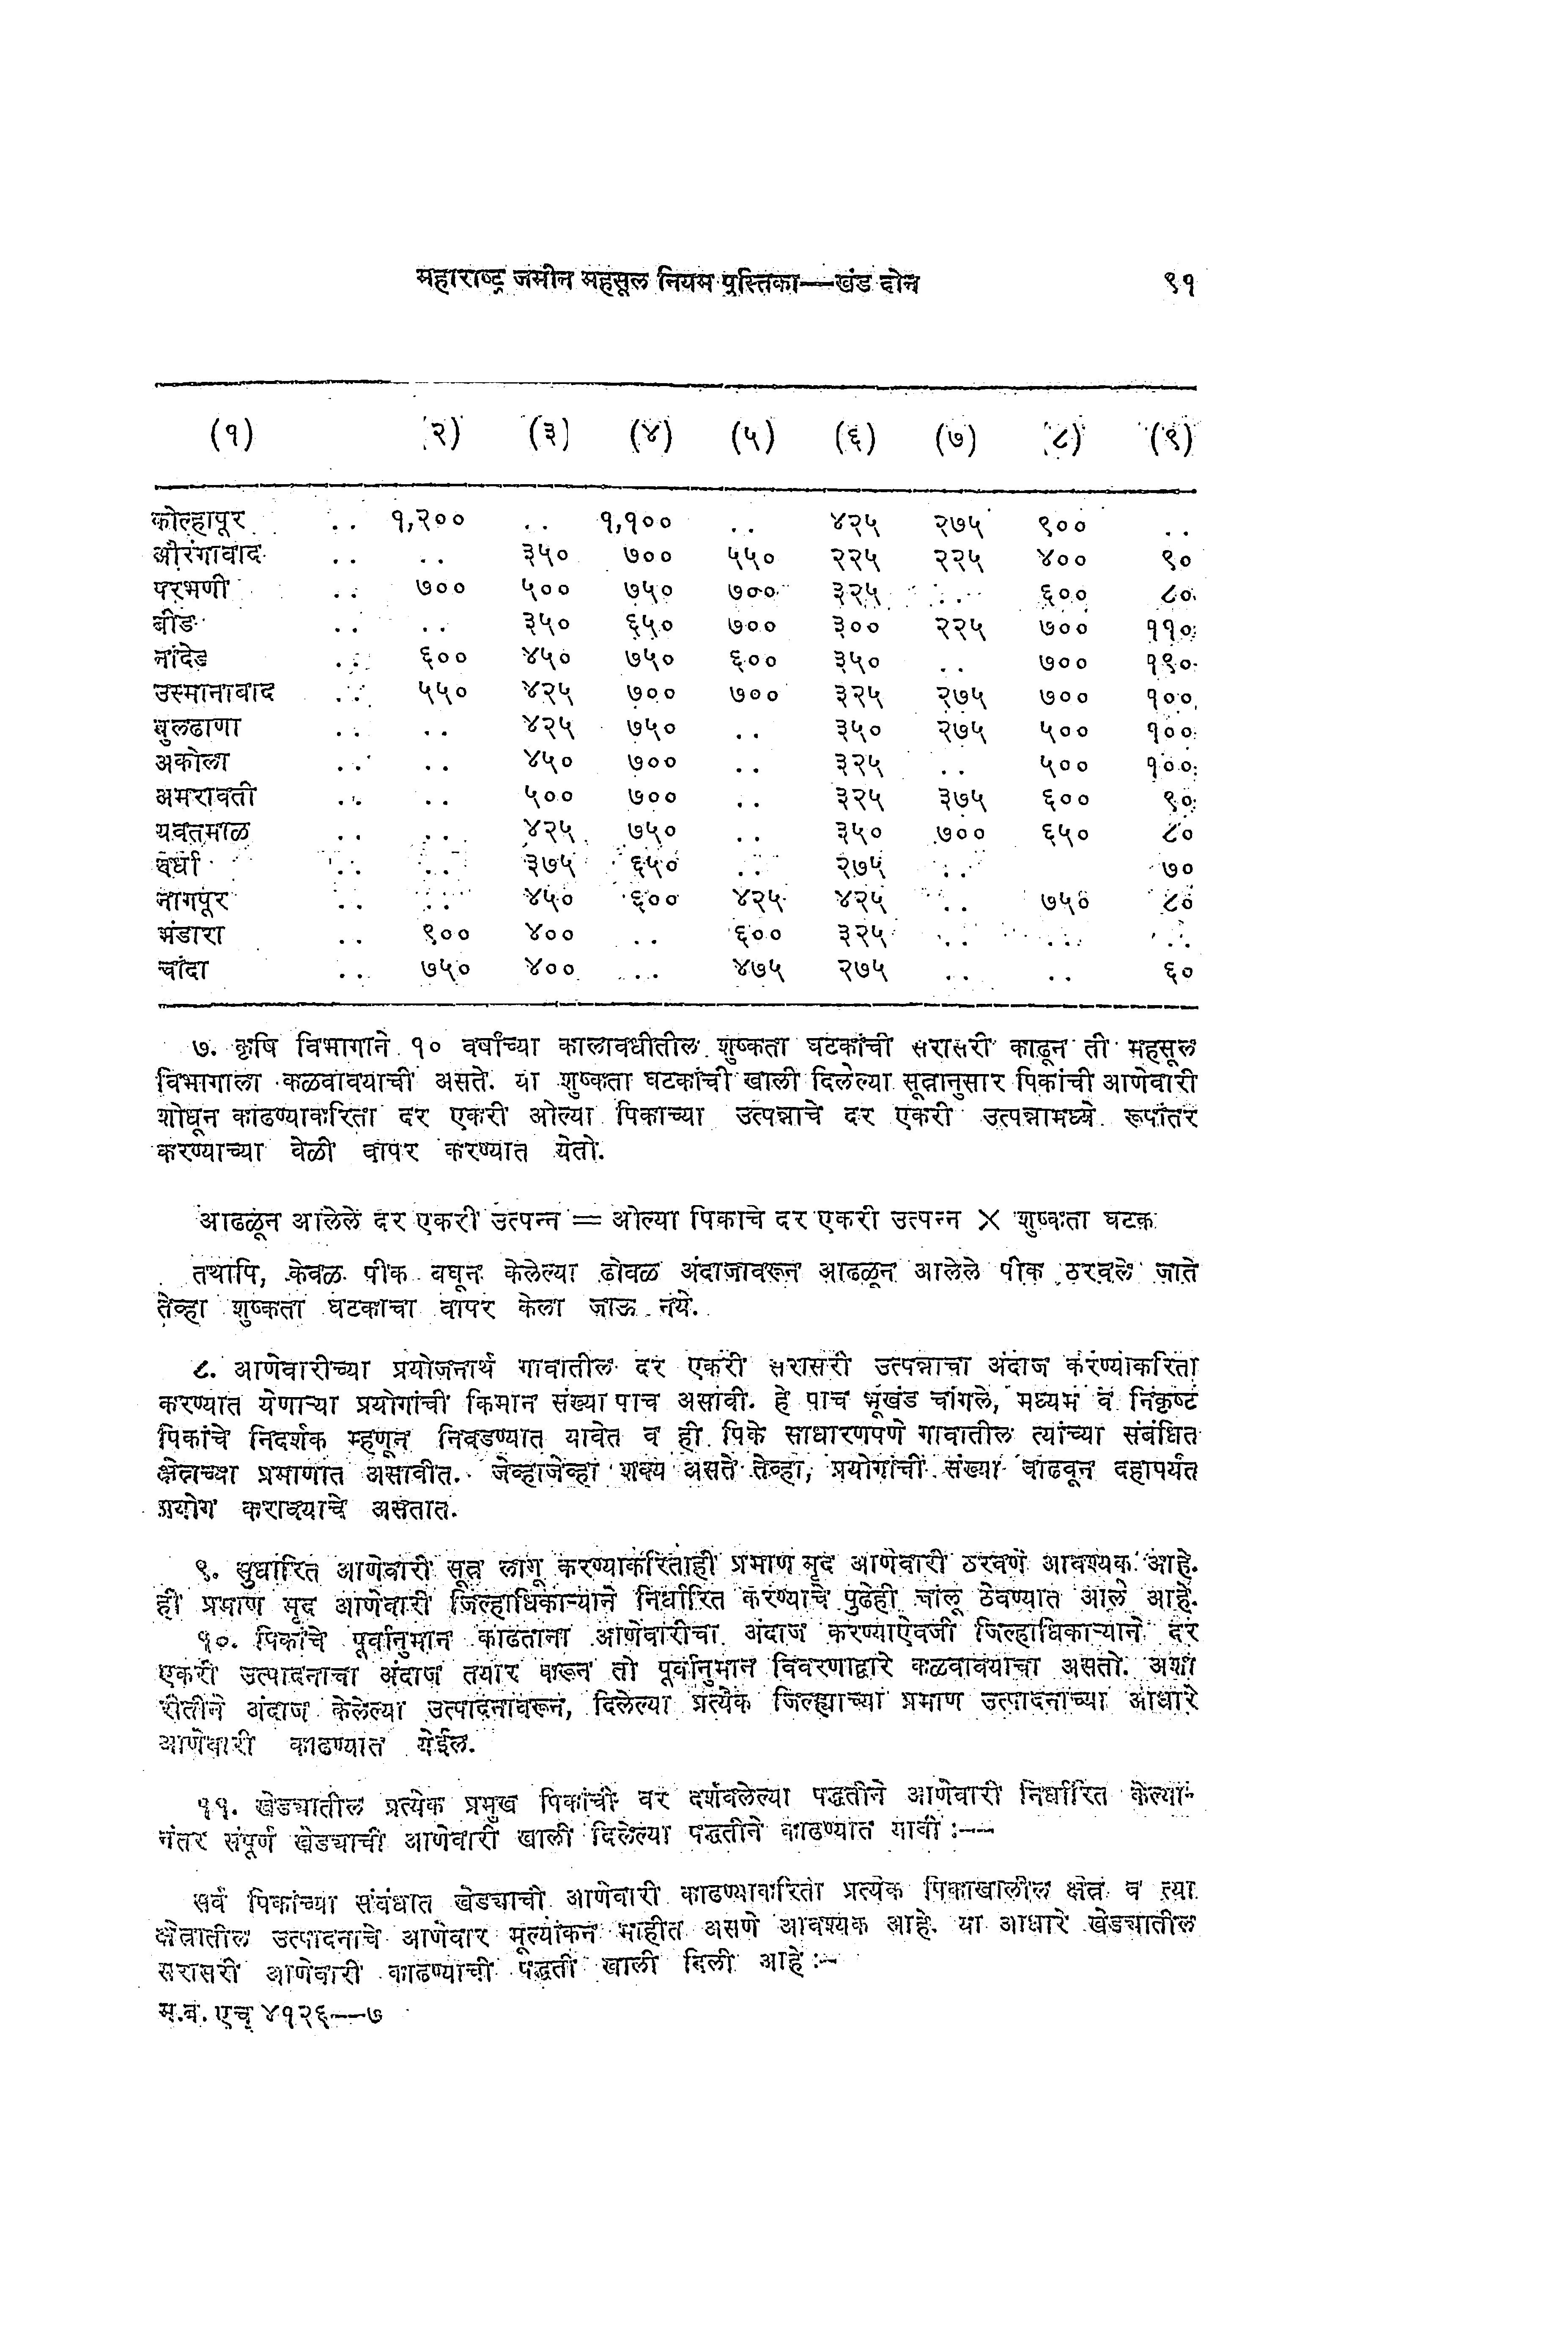 महाराष्ट्र जमीन महसूल नियम पुस्तिका——खंड दोन ९१
(१) (२) (३) (४) (५) (६) (७) (८) (९)
कोल्हापूर .. १,२०० .. १,१०० .. ४२५ २७५ ९०० ..
औरंगाबाद .. .. ३५० ७०० ५५० २२५ २२५ ४०० ९०
परभणी .. ७०० ५०० ७५० ७०० ३२५ .. ६०० ८०
बीड .. .. ३५० ६५० ७०० ३०० २२५ ७०० ११०
नांदेड .. ६०० ४५० ७५० ६०० ३५० .. ७०० १९०
उस्मानाबाद .. ५५० ४२५ ७०० ७०० ३२५ २७५ ७०० १००
बुलढाणा .. .. ४२५ ७५० .. ३५० २७५ ५०० १००
अकोला .. .. ४५० ७०० .. ३२५ .. ५०० १००
अमरावती .. .. ५०० ७०० .. ३२५ ३७५ ६०० ९०
यवतमाळ .. .. ४२५ ७५० .. ३५० ७०० ६५० ८०
वर्धा .. .. ३७५ ६५० .. २७५ .. ७०
नागपूर .. .. ४५० ६०० ४२५ ४२५ .. ७५० ८०
भंडारा .. ९०० ४०० .. ६०० ३२५ .. .. ..
चांदा .. ७५० ४०० .. ४७५ २७५ .. .. ६०
७. कृषि विभागाने १० वर्षांच्या कालावधीतील शुष्कता घटकांची सरासरी काढून ती महसूल
विभागाला कळवावयाची असते. या शुष्कता घटकांची खाली दिलेल्या सूत्रानुसार पिकांची आणेवारी
शोधून काढण्याकरिता दर एकरी ओल्या पिकाच्या उत्पन्नाचे दर एकरी उत्पन्नामध्ये रूपांतर
करण्याच्या वेळी वापर करण्यात येतो.
आढळून आलेले दर एकरी उत्पन्न = ओल्या पिकाचे दर एकरी उत्पन्न × शुष्कता घटक
तथापि, केवळ पीक बघून केलेल्या ढोबळ अंदाजावरून आढळून आलेले पीक ठरवले जाते
तेव्हा शुष्कता घटकाचा वापर केला जाऊ नये.
८. आणेवारीच्या प्रयोजनार्थ गावातील दर एकरी सरासरी उत्पन्नाचा अंदाज करण्याकरिता
करण्यात येणाऱ्या प्रयोगांची किमान संख्या पाच असावी. हे पाच भूखंड चांगले, मध्यम व निकृष्ट
पिकांचे निदर्शक म्हणून निवडण्यात यावेत व ही पिके साधारणपणे गावातील त्यांच्या संबंधित
क्षेत्राच्या प्रमाणात असावीत. जेव्हाजेव्हा शक्य असते तेव्हा, प्रयोगांची संख्या वाढवून दहापर्यंत
प्रयोग करावयाचे असतात.
९. सुधारित आणेवारी सूत्र लागू करण्याकरिताही प्रमाण मृद आणेवारी ठरवणे आवश्यक आहे.
ही प्रमाण मृद आणेवारी जिल्हाधिकाऱ्याने निर्धारित करण्याचे पुढेही चालू ठेवण्यात आले आहे.
१०. पिकांचे पूर्वानुमान काढताना आणेवारीचा अंदाज करण्याऐवजी जिल्हाधिकाऱ्याने दर
एकरी उत्पादनाचा अंदाज तयार करून तो पूर्वानुमान विवरणाद्वारे कळवावयाचा असतो. अशा
रीतीने अंदाज केलेल्या उत्पादनावरून, दिलेल्या प्रत्येक जिल्ह्याच्या प्रमाण उत्पादनाच्या आधारे
आणेवारी काढण्यात येईल.
११. खेड्यातील प्रत्येक प्रमुख पिकांची वर दर्शवलेल्या पद्धतीने आणेवारी निर्धारित केल्या-
नंतर संपूर्ण खेड्याची आणेवारी खाली दिलेल्या पद्धतीने काढण्यात यावी :--
सर्व पिकांच्या संबंधात खेड्याची आणेवारी काढण्याकरिता प्रत्येक पिकाखालील क्षेत्र व त्या
क्षेत्रातील उत्पादनाचे आणेवार मूल्यांकन माहीत असणे आवश्यक आहे. या आधारे खेड्यातील
सरासरी आणेवारी काढण्याची पद्धती खाली दिली आहे :-
म.ब. एच् ४१२६——७